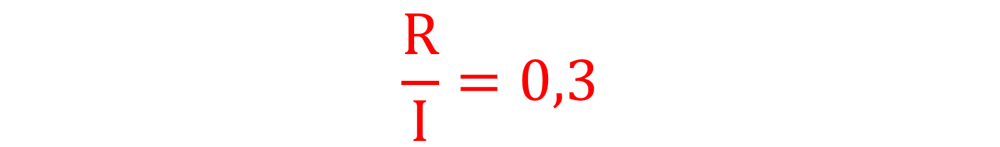 R
= 0,3
I